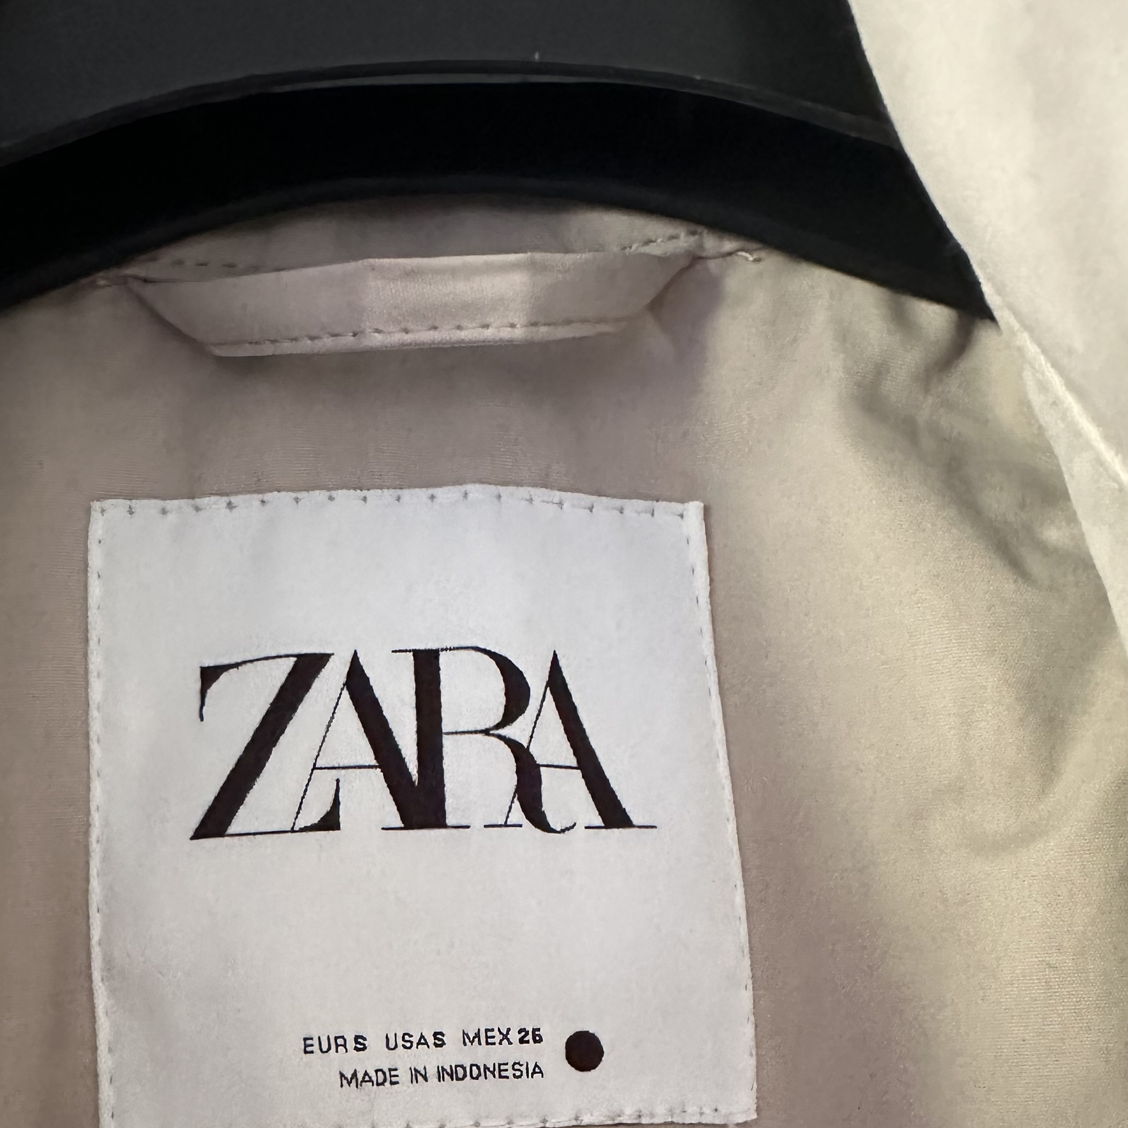 ZARA
EUR S USA S MEX 26
MADE IN INDONESIA